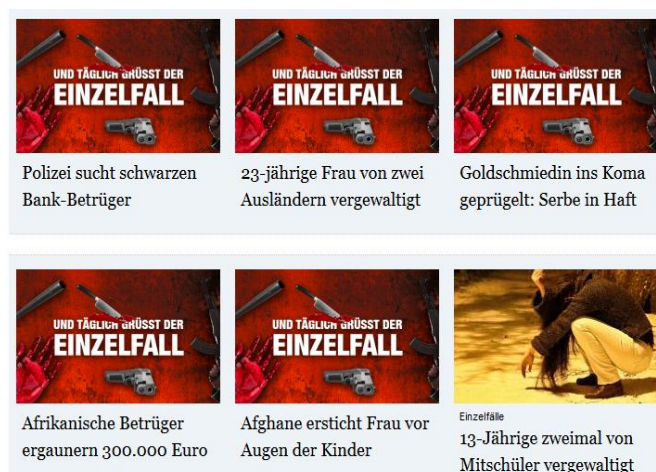 UND TÄGLICH GRÜSST DER
EINZELFALL
UND TÄGLICH GRÜSST DER
EINZELFALL
UND TÄGLICH GRÜSST DER
EINZELFALL
Polizei sucht schwarzen
Bank-Betrüger
23-jährige Frau von zwei
Ausländern vergewaltigt
Goldschmiedin ins Koma
geprügelt: Serbe in Haft
UND TÄGLICH GRÜSST DER
EINZELFALL
UND TÄGLICH GRÜSST DER
EINZELFALL
Afrikanische Betrüger
ergaunern 300.000 Euro
Afghane ersticht Frau vor
Augen der Kinder
Einzelfälle
13-Jährige zweimal von
Mitschüler vergewaltigt